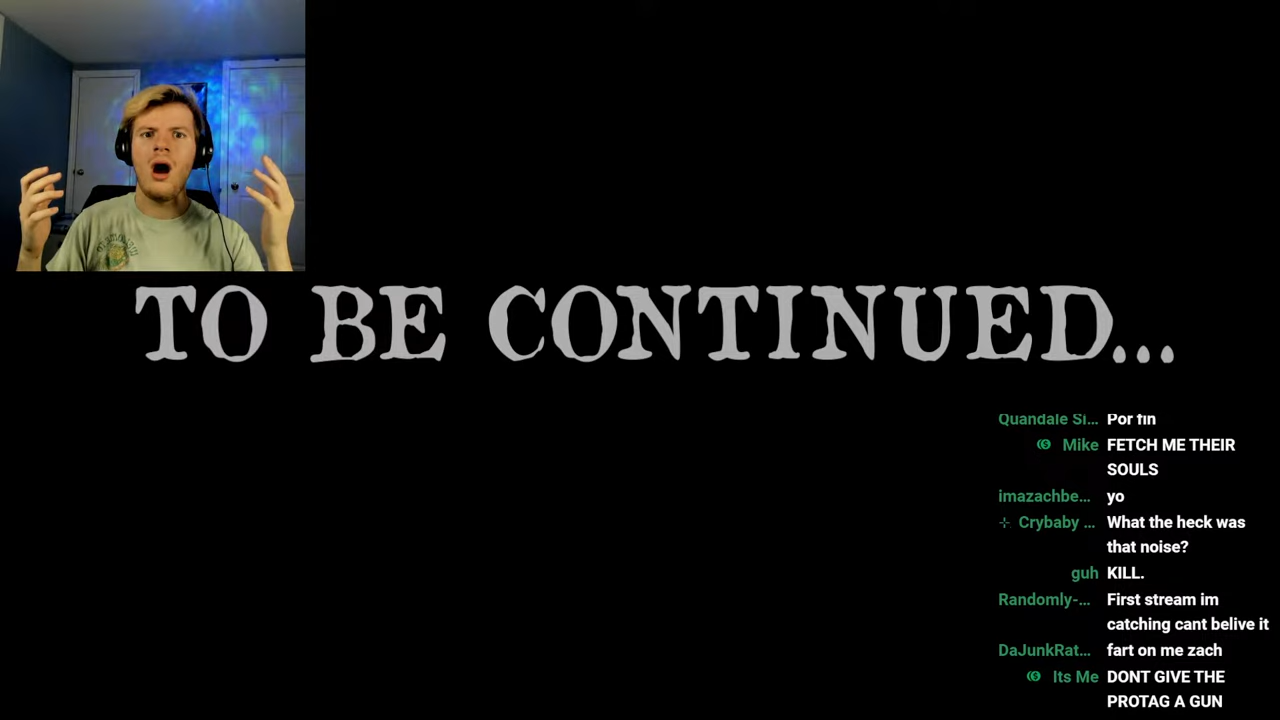 TO BE CONTINUED...
Quandale Si… Por fin
Mike FETCH ME THEIR
SOULS
imazachbe… yo
Crybaby … What the heck was
that noise?
guh KILL.
Randomly-… First stream im
catching cant belive it
DaJunkRat… fart on me zach
Its Me DONT GIVE THE
PROTAG A GUN